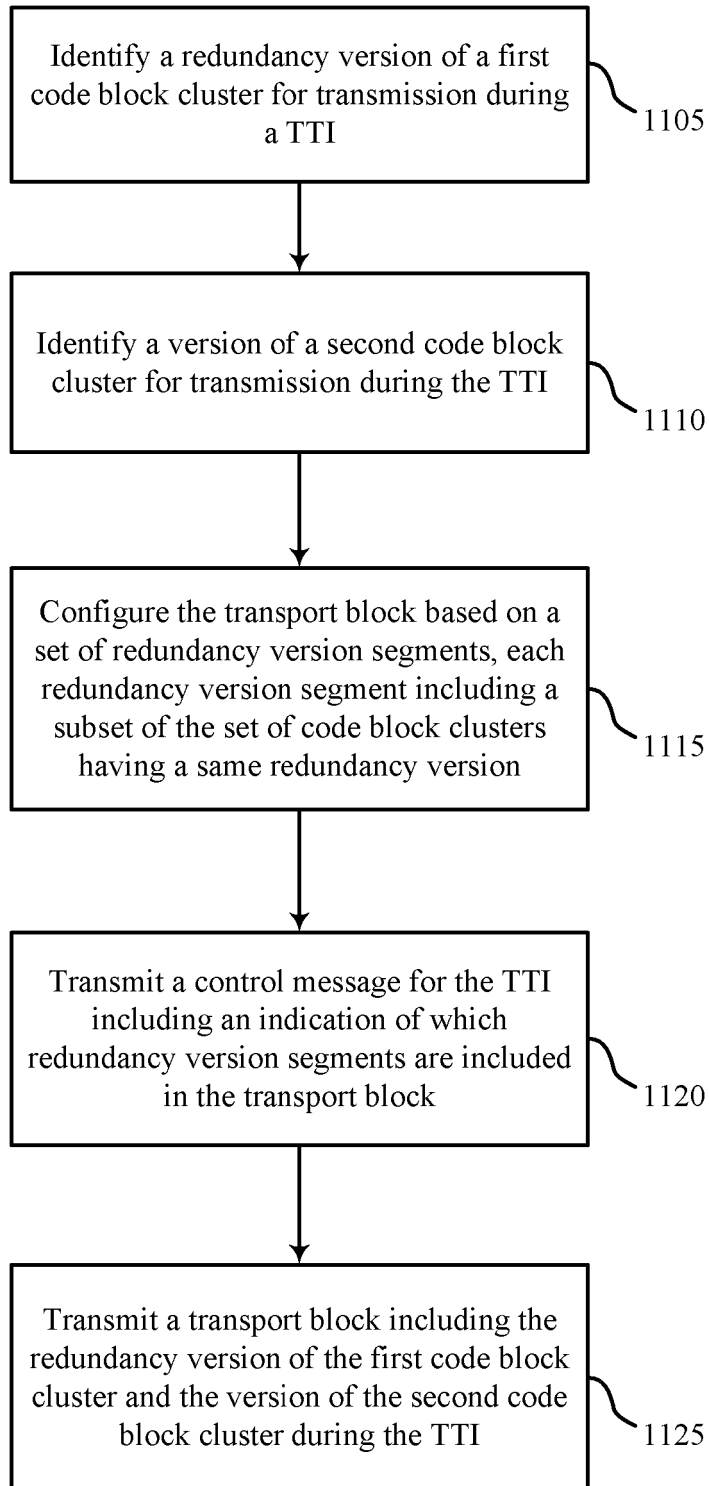 Identify a redundancy version of a first
code block cluster for transmission during
a TTI
1105
Identify a version of a second code block
cluster for transmission during the TTI
1110
Configure the transport block based on a
set of redundancy version segments, each
redundancy version segment including a
subset of the set of code block clusters
having a same redundancy version
1115
Transmit a control message for the TTI
including an indication of which
redundancy version segments are included
in the transport block
1120
Transmit a transport block including the
redundancy version of the first code block
cluster and the version of the second code
block cluster during the TTI
1125